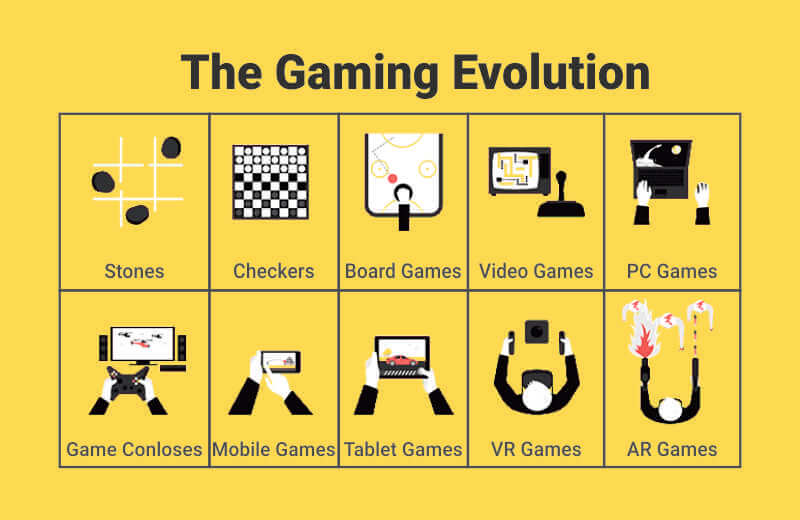 The Gaming Evolution
Stones
Checkers
Board Games
Video Games
PC Games
Game Conloses
Mobile Games
Tablet Games
VR Games
AR Games